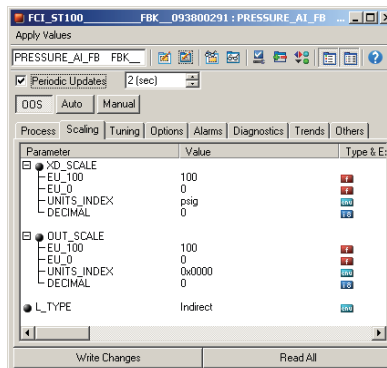 FCI_ST100 FBK__093800291 : PRESSURE_AI_FB ...
Apply Values
PRESSURE_AI_FB FBK__
Periodic Updates 2 (sec)
OOS Auto Manual
Process Scaling Tuning Options Alarms Diagnostics Trends Others
Parameter Value Type & E
XD_SCALE
EU_100 100
EU_0 0
UNITS_INDEX psig
DECIMAL 0
OUT_SCALE
EU_100 100
EU_0 0
UNITS_INDEX 0x0000
DECIMAL 0
L_TYPE Indirect
Write Changes Read All